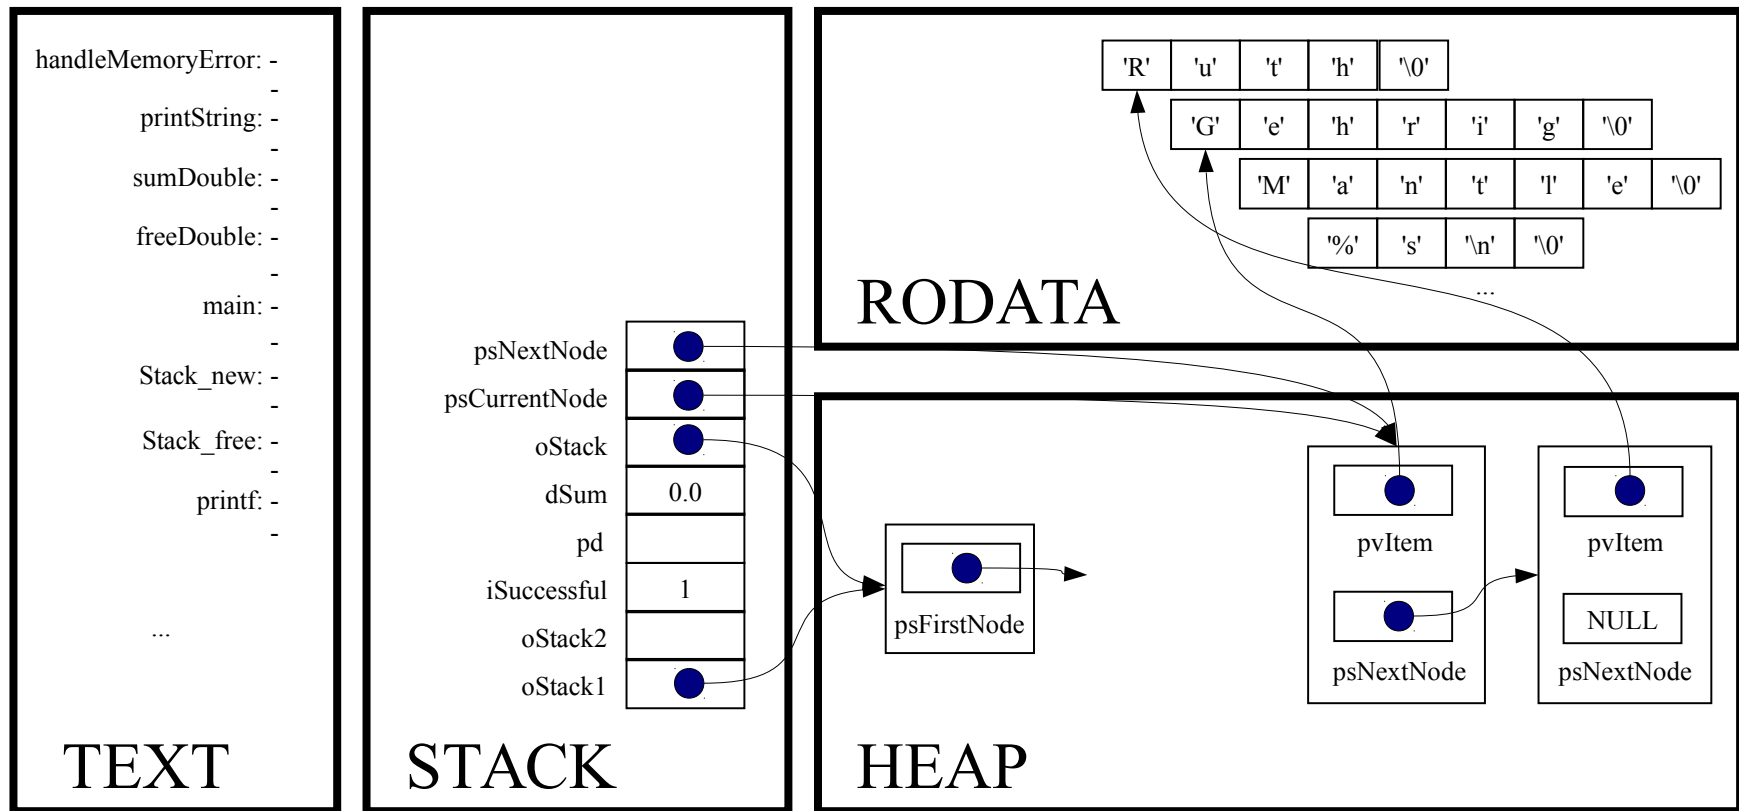 handleMemoryError: -
-
printString: -
-
sumDouble: -
-
freeDouble: -
-
main: -
-
Stack_new: -
-
Stack_free: -
-
printf: -
-
...
TEXT
psNextNode
psCurrentNode
oStack
dSum 0.0
pd
iSuccessful 1
oStack2
oStack1
STACK
'R' 'u' 't' 'h' '\0'
'G' 'e' 'h' 'r' 'i' 'g' '\0'
'M' 'a' 'n' 't' 'l' 'e' '\0'
'%' 's' '\n' '\0'
...
RODATA
psFirstNode
pvItem
psNextNode
pvItem
NULL
psNextNode
HEAP